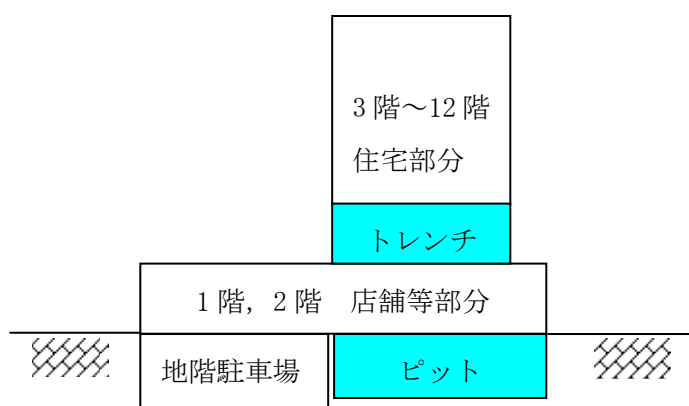 3階～12階
住宅部分
トレンチ
1階，2階　店舗等部分
地階駐車場
ピット